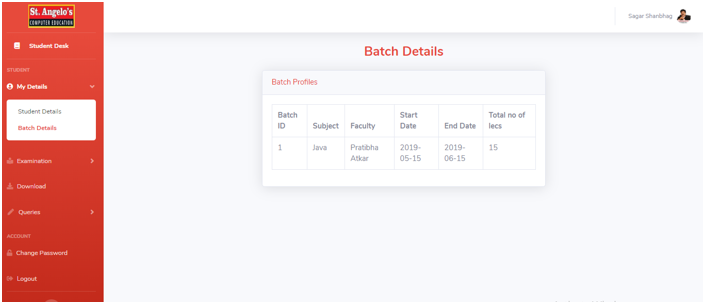 St. Angelo's
COMPUTER EDUCATION
Sagar Shanbhag
Student Desk
STUDENT
My Details
Student Details
Batch Details
Examination
Download
Queries
ACCOUNT
Change Password
Logout
Batch Details
Batch Profiles
Batch ID Subject Faculty Start Date End Date Total no of lecs
1 Java Pratibha Atkar 2019-05-15 2019-06-15 15